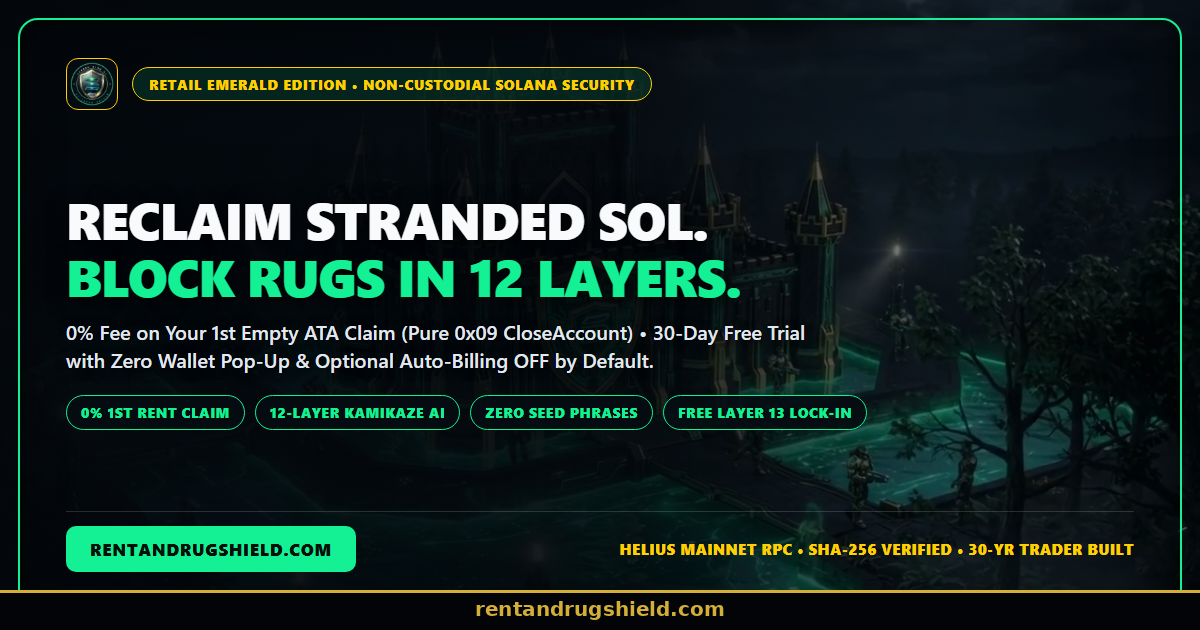 RETAIL EMERALD EDITION • NON-CUSTODIAL SOLANA SECURITY
RECLAIM STRANDED SOL.
BLOCK RUGS IN 12 LAYERS.
0% Fee on Your 1st Empty ATA Claim (Pure 0x09 CloseAccount) • 30-Day Free Trial
with Zero Wallet Pop-Up & Optional Auto-Billing OFF by Default.
0% 1ST RENT CLAIM
12-LAYER KAMIKAZE AI
ZERO SEED PHRASES
FREE LAYER 13 LOCK-IN
RENTANDRUGSHIELD.COM
HELIUS MAINNET RPC • SHA-256 VERIFIED • 30-YR TRADER BUILT
rentandrugshield.com